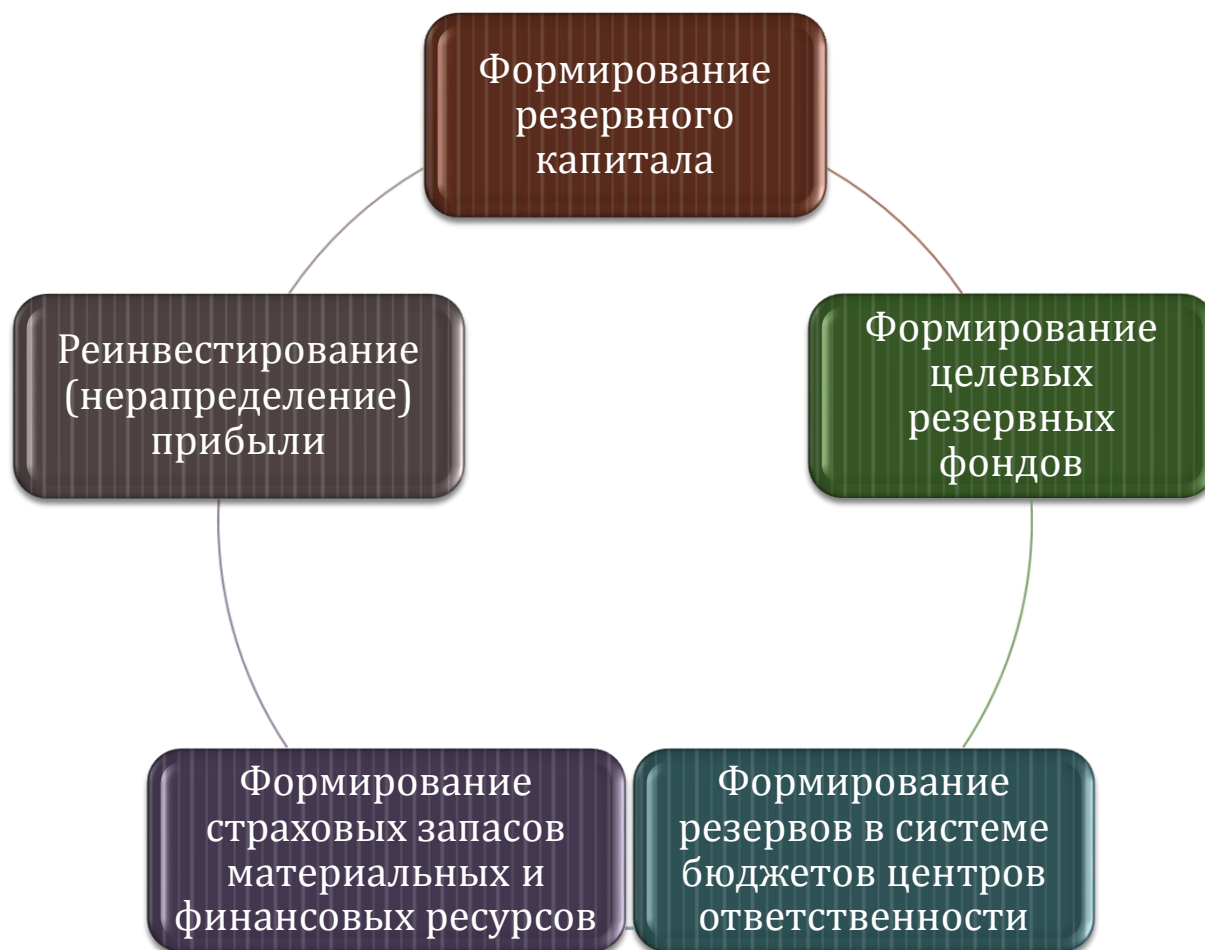 Формирование
резервного
капитала
Формирование
целевых
резервных
фондов
Формирование
резервов в системе
бюджетов центров
ответственности
Формирование
страховых запасов
материальных и
финансовых ресурсов
Реинвестирование
(нерапределение)
прибыли